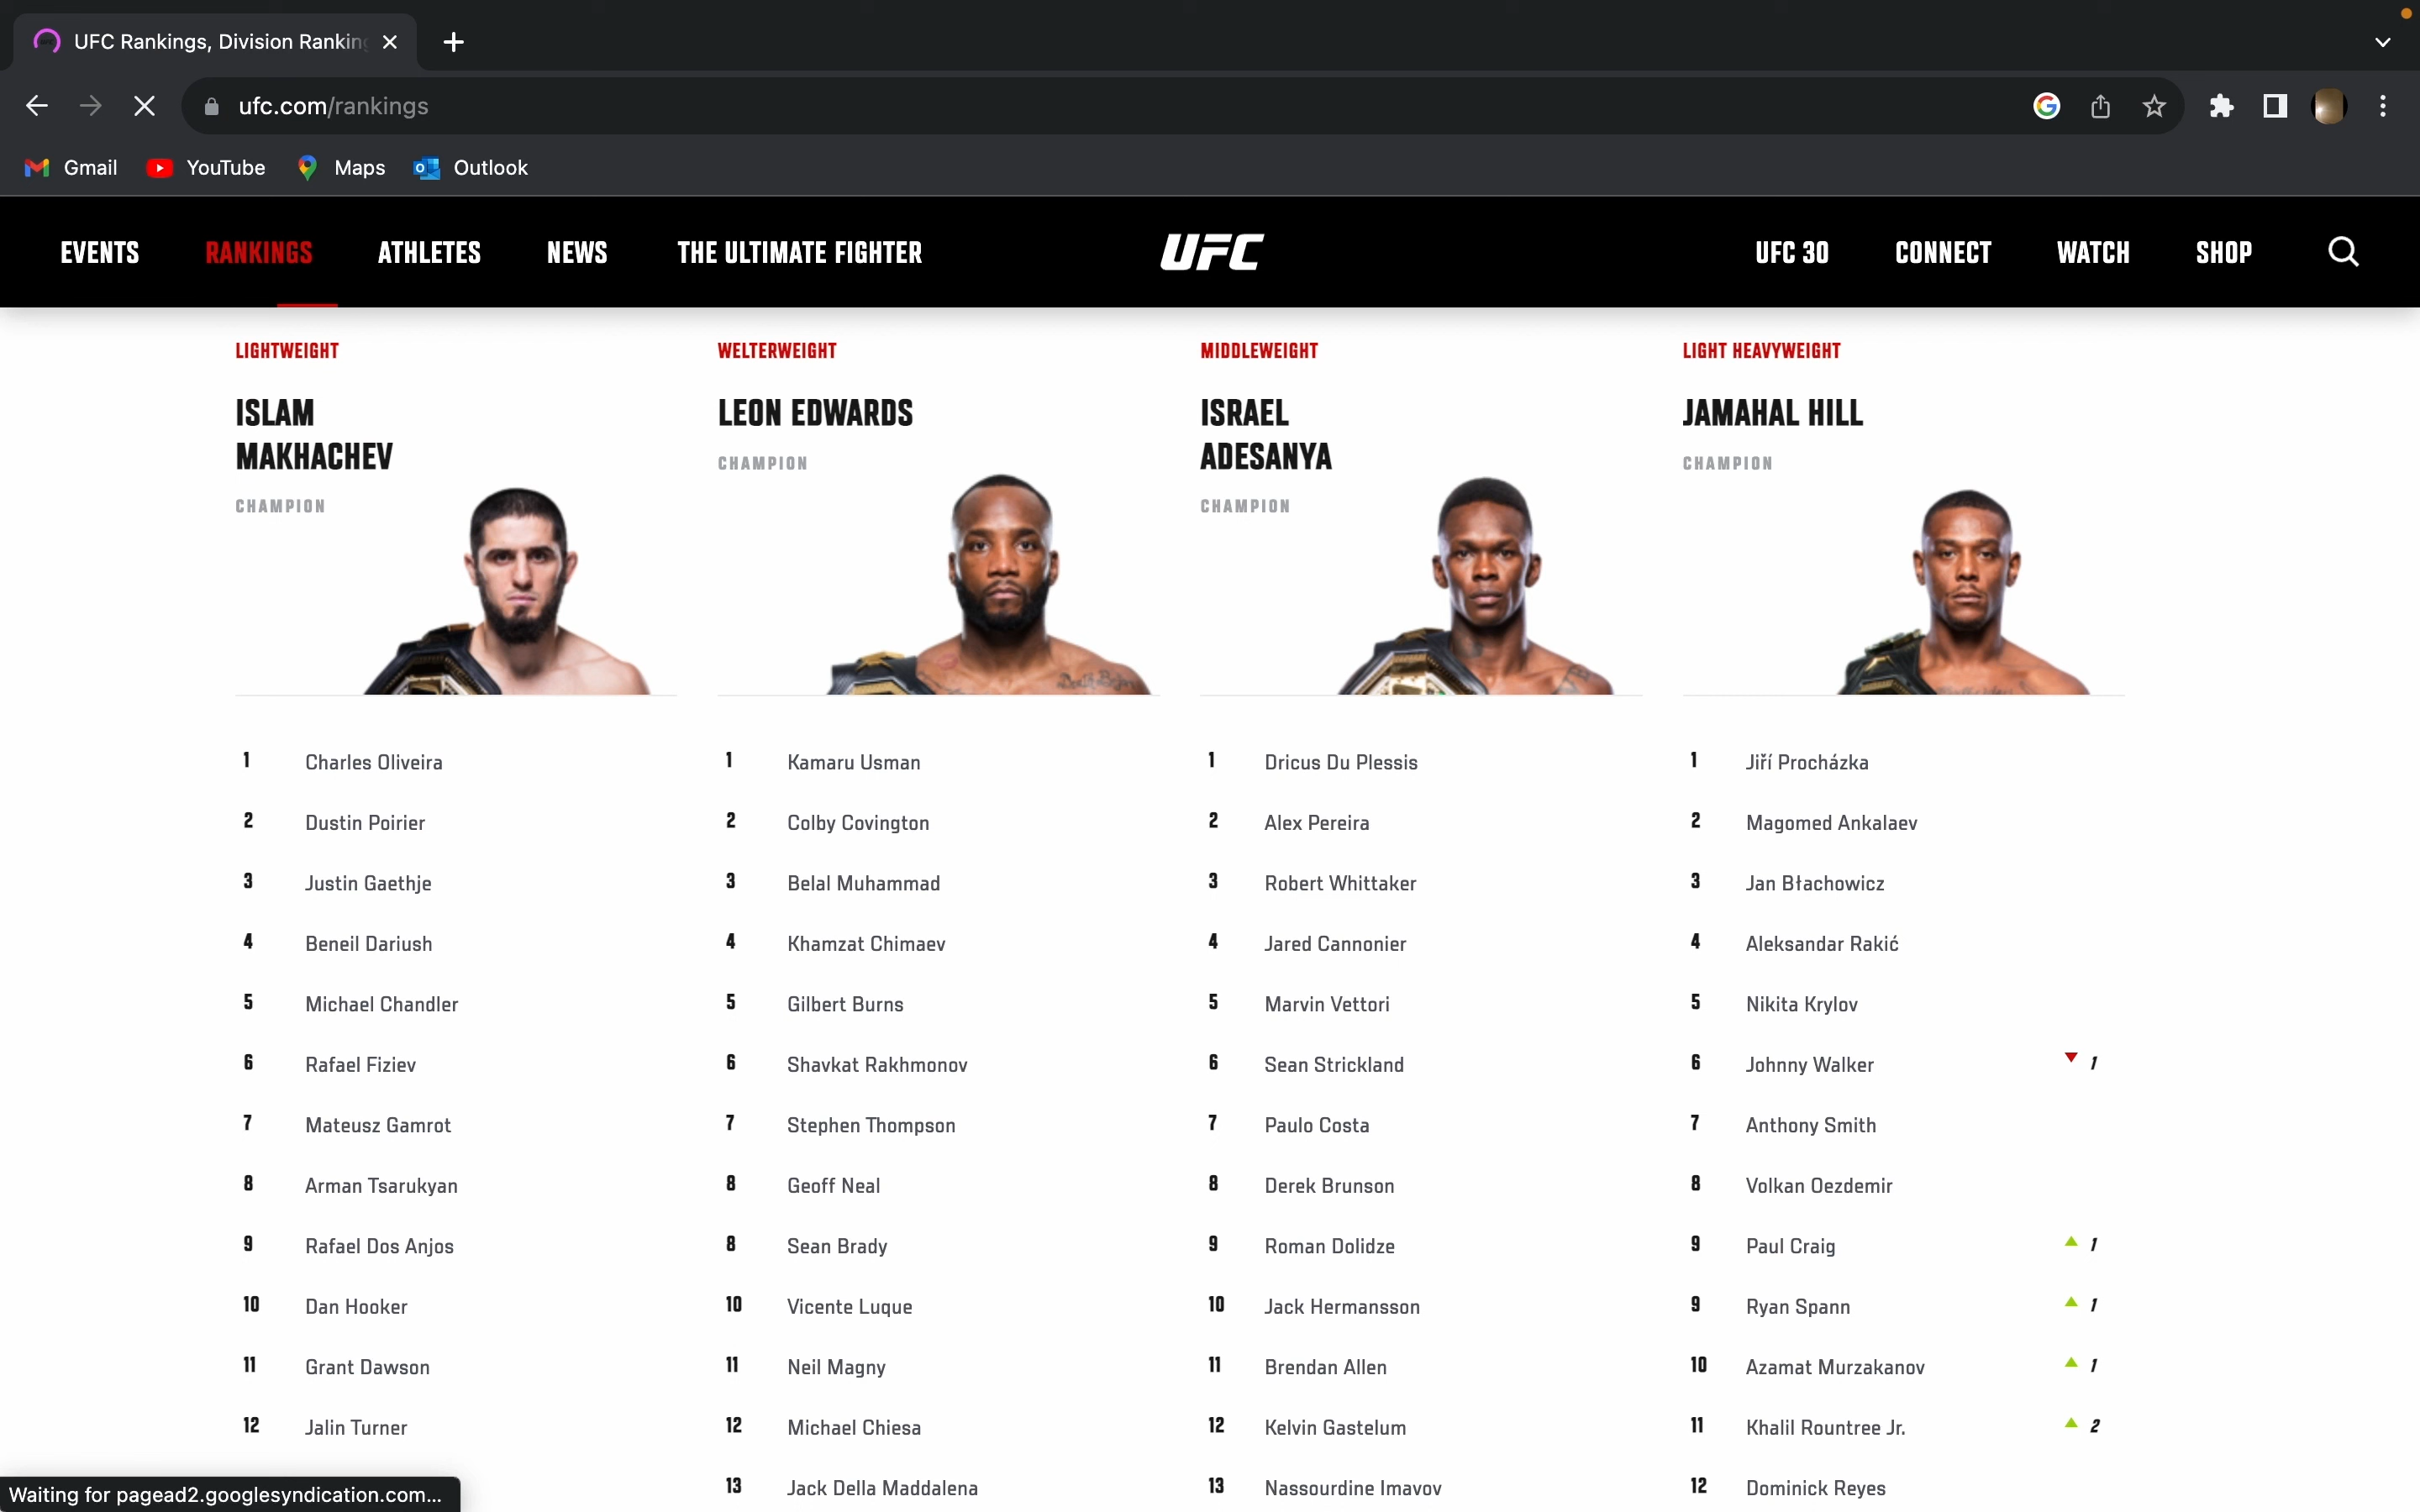 UFC Rankings, Division Ranking
ufc.com/rankings
Gmail YouTube Maps Outlook
EVENTS RANKINGS ATHLETES NEWS THE ULTIMATE FIGHTER UFC UFC 30 CONNECT WATCH SHOP
LIGHTWEIGHT
ISLAM
MAKHACHEV
CHAMPION
1 Charles Oliveira
2 Dustin Poirier
3 Justin Gaethje
4 Beneil Dariush
5 Michael Chandler
6 Rafael Fiziev
7 Mateusz Gamrot
8 Arman Tsarukyan
9 Rafael Dos Anjos
10 Dan Hooker
11 Grant Dawson
12 Jalin Turner
WELTERWEIGHT
LEON EDWARDS
CHAMPION
1 Kamaru Usman
2 Colby Covington
3 Belal Muhammad
4 Khamzat Chimaev
5 Gilbert Burns
6 Shavkat Rakhmonov
7 Stephen Thompson
8 Geoff Neal
8 Sean Brady
10 Vicente Luque
11 Neil Magny
12 Michael Chiesa
13 Jack Della Maddalena
MIDDLEWEIGHT
ISRAEL
ADESANYA
CHAMPION
1 Dricus Du Plessis
2 Alex Pereira
3 Robert Whittaker
4 Jared Cannonier
5 Marvin Vettori
6 Sean Strickland
7 Paulo Costa
8 Derek Brunson
9 Roman Dolidze
10 Jack Hermansson
11 Brendan Allen
12 Kelvin Gastelum
13 Nassourdine Imavov
LIGHT HEAVYWEIGHT
JAMAHAL HILL
CHAMPION
1 Jiří Procházka
2 Magomed Ankalaev
3 Jan Błachowicz
4 Aleksandar Rakić
5 Nikita Krylov
6 Johnny Walker 1
7 Anthony Smith
8 Volkan Oezdemir
9 Paul Craig 1
9 Ryan Spann 1
10 Azamat Murzakanov 1
11 Khalil Rountree Jr. 2
12 Dominick Reyes
Waiting for pagead2.googlesyndication.com...